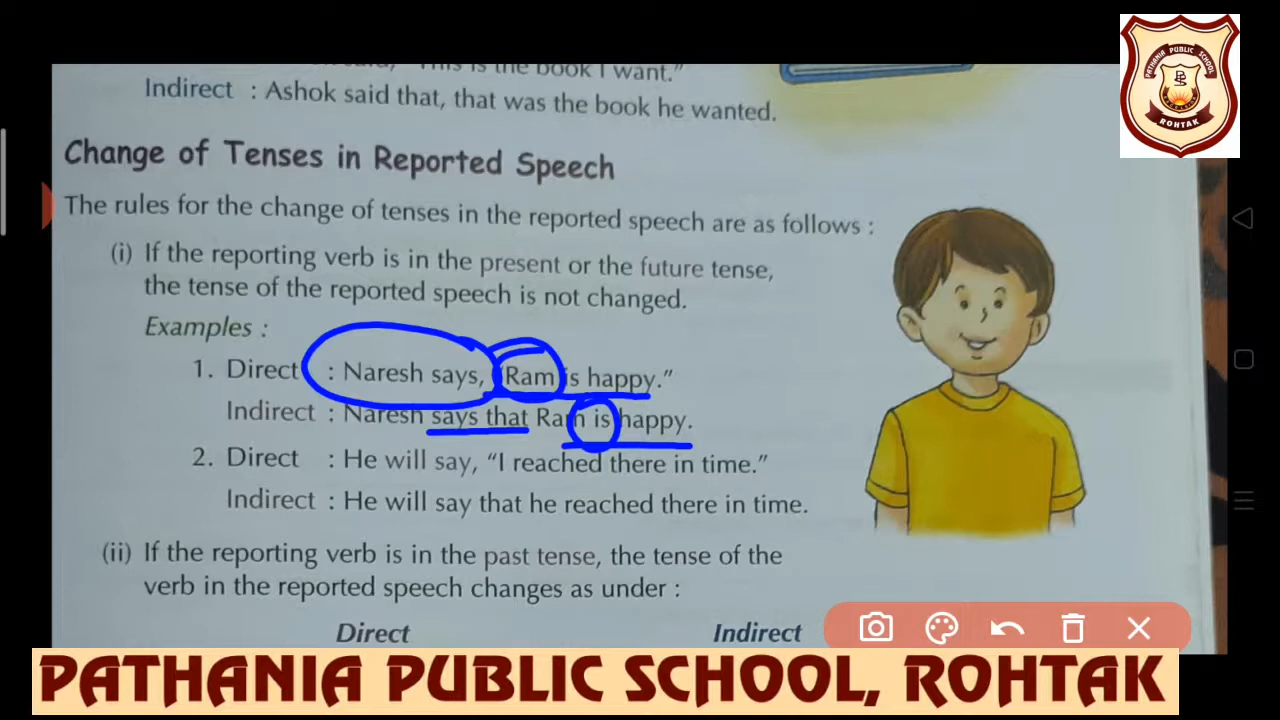 "This is the book I want."
Indirect : Ashok said that, that was the book he wanted.
PATHANIA PUBLIC SCHOOL
ROHTAK
Change of Tenses in Reported Speech
The rules for the change of tenses in the reported speech are as follows :
(i) If the reporting verb is in the present or the future tense,
the tense of the reported speech is not changed.
Examples :
1. Direct : Naresh says, "Ram is happy."
Indirect : Naresh says that Ram is happy.
2. Direct : He will say, "I reached there in time."
Indirect : He will say that he reached there in time.
(ii) If the reporting verb is in the past tense, the tense of the
verb in the reported speech changes as under :
Direct Indirect
PATHANIA PUBLIC SCHOOL, ROHTAK